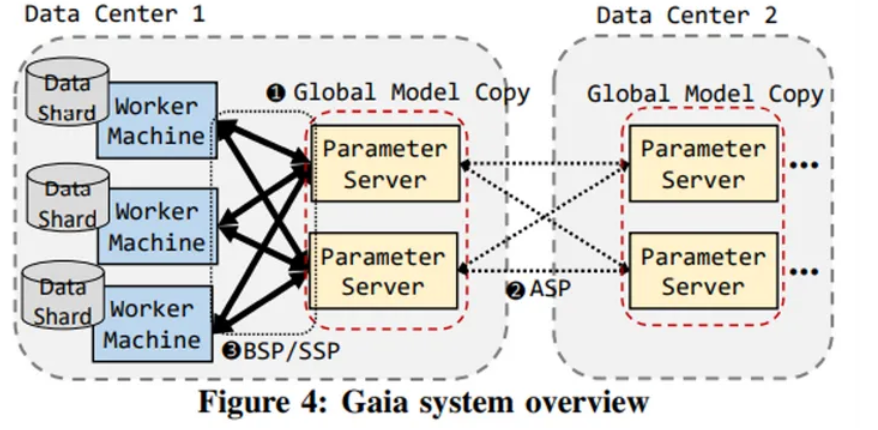 Data Center 1
Data Center 2
❶ Global Model Copy
Global Model Copy
Data
Shard
Worker
Machine
Data
Shard
Worker
Machine
Data
Shard
Worker
Machine
Parameter
Server
Parameter
Server
Parameter
Server
...
Parameter
Server
...
❷ ASP
❸BSP/SSP
Figure 4: Gaia system overview